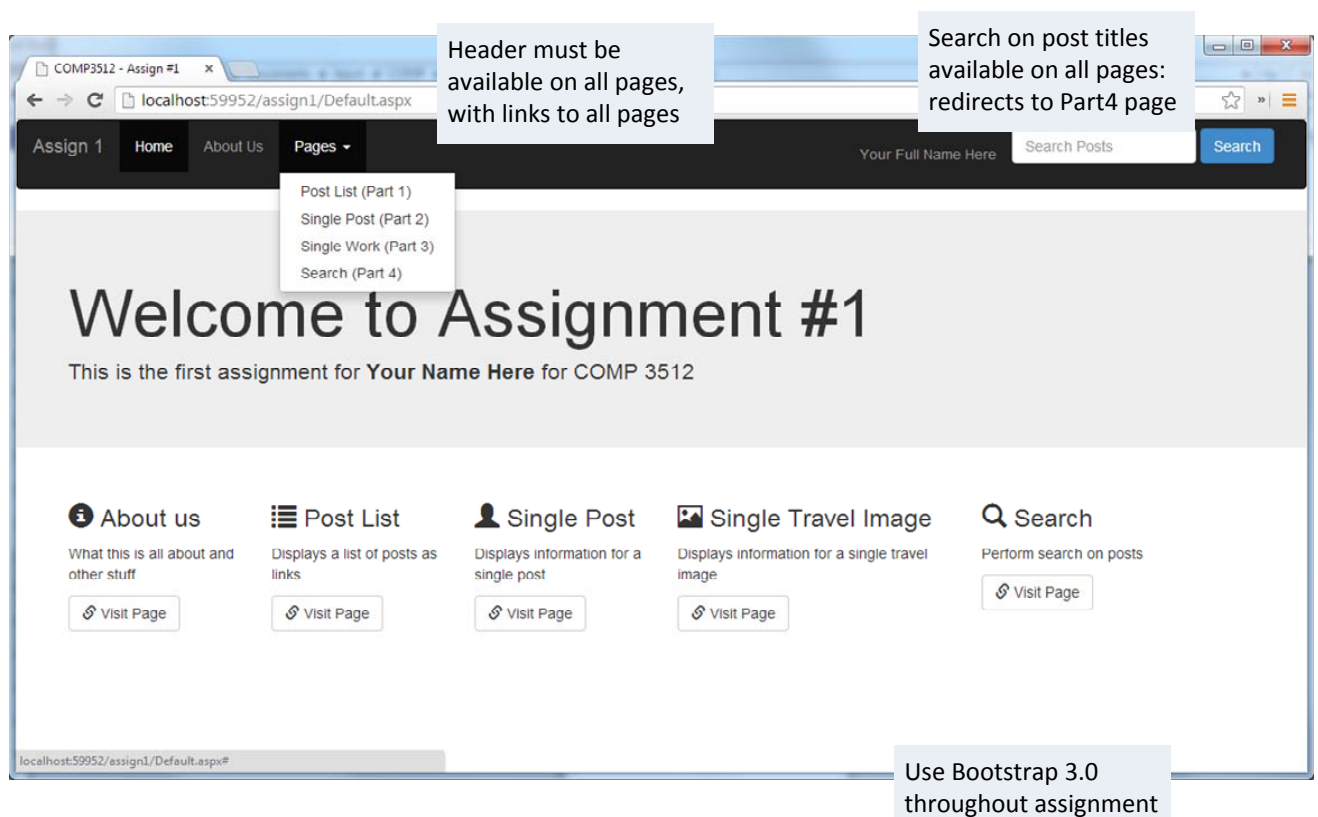 Header must be
available on all pages,
with links to all pages
Search on post titles
available on all pages:
redirects to Part4 page
COMP3512 - Assign #1
localhost:59952/assign1/Default.aspx
Assign 1 Home About Us Pages Your Full Name Here Search Posts Search
Post List (Part 1)
Single Post (Part 2)
Single Work (Part 3)
Search (Part 4)
Welcome to Assignment #1
This is the first assignment for Your Name Here for COMP 3512
About us
What this is all about and
other stuff
Visit Page
Post List
Displays a list of posts as
links
Visit Page
Single Post
Displays information for a
single post
Visit Page
Single Travel Image
Displays information for a single travel
image
Visit Page
Search
Perform search on posts
Visit Page
localhost:59952/assign1/Default.aspx#
Use Bootstrap 3.0
throughout assignment